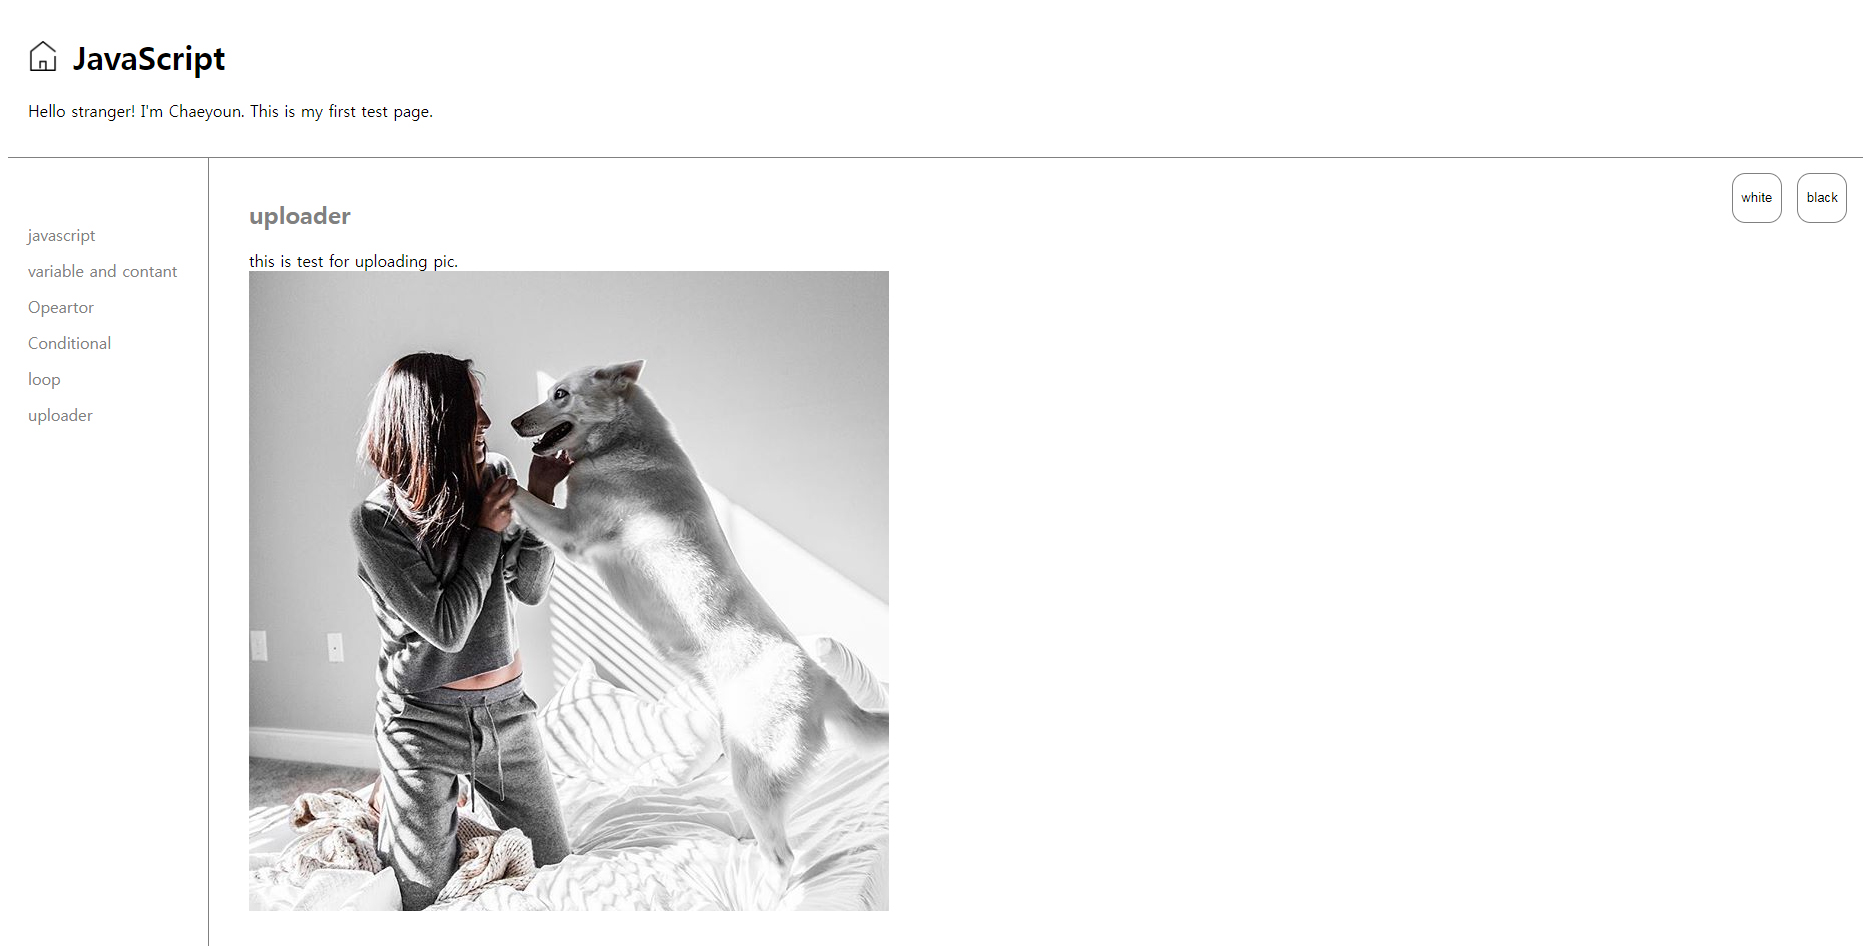 JavaScript
Hello stranger! I'm Chaeyoun. This is my first test page.
white
black
javascript
variable and contant
Opeartor
Conditional
loop
uploader
uploader
this is test for uploading pic.